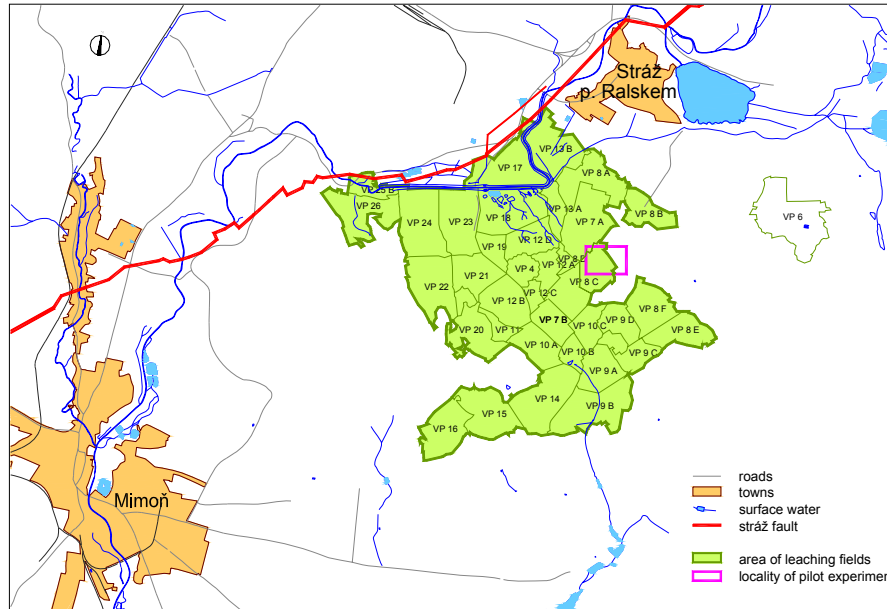 Stráž
p. Ralskem
VP 13 B
VP 17
VP 8 A
VP 25 B
VP 26
VP 6
VP 8 B
VP 24
VP 23
VP 18
VP 13 A
VP 7 A
VP 19
VP 12 D
VP 8 D
VP 4
VP 12 A
VP 21
VP 8 C
VP 22
VP 12 C
VP 12 B
VP 8 F
VP 7 B
VP 9 D
VP 20
VP 11
VP 10 C
VP 8 E
VP 10 A
VP 10 B
VP 9 C
VP 9 A
VP 14
VP 9 B
VP 15
VP 16
Mimoň
roads
towns
surface water
stráž fault
area of leaching fields
locality of pilot experimen